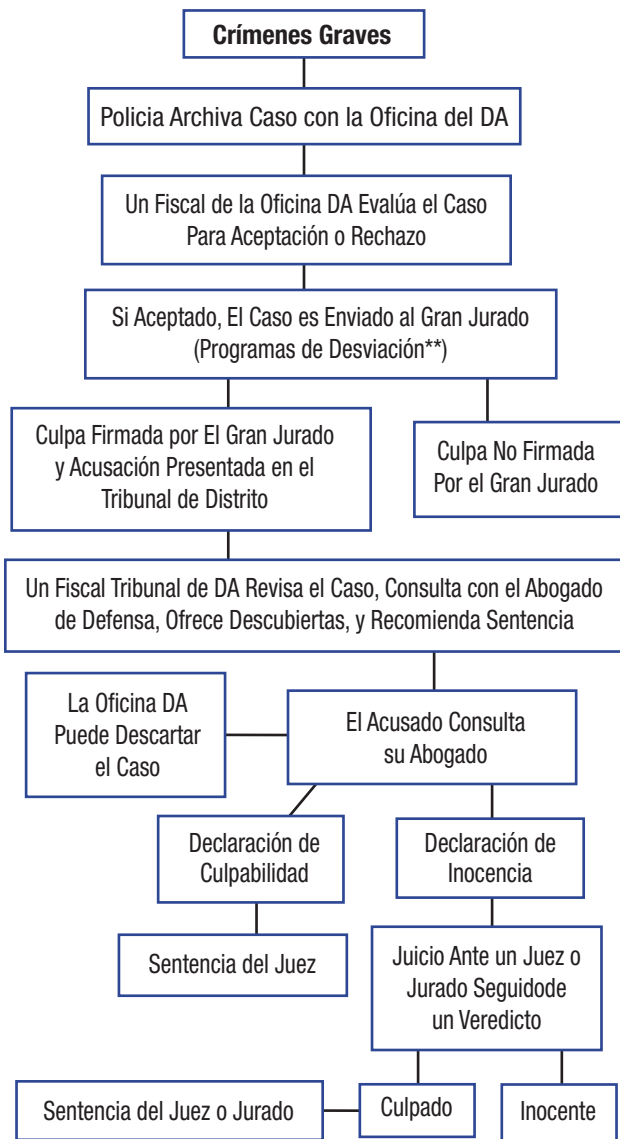 Crímenes Graves
Policia Archiva Caso con la Oficina del DA
Un Fiscal de la Oficina DA Evalúa el Caso
Para Aceptación o Rechazo
Si Aceptado, El Caso es Enviado al Gran Jurado
(Programas de Desviación**)
Culpa Firmada por El Gran Jurado
y Acusación Presentada en el
Tribunal de Distrito
Culpa No Firmada
Por el Gran Jurado
Un Fiscal Tribunal de DA Revisa el Caso, Consulta con el Abogado
de Defensa, Ofrece Descubiertas, y Recomienda Sentencia
La Oficina DA
Puede Descartar
el Caso
El Acusado Consulta
su Abogado
Declaración de
Culpabilidad
Declaración de
Inocencia
Sentencia del Juez
Juicio Ante un Juez o
Jurado Seguidode
un Veredicto
Sentencia del Juez o Jurado
Culpado
Inocente